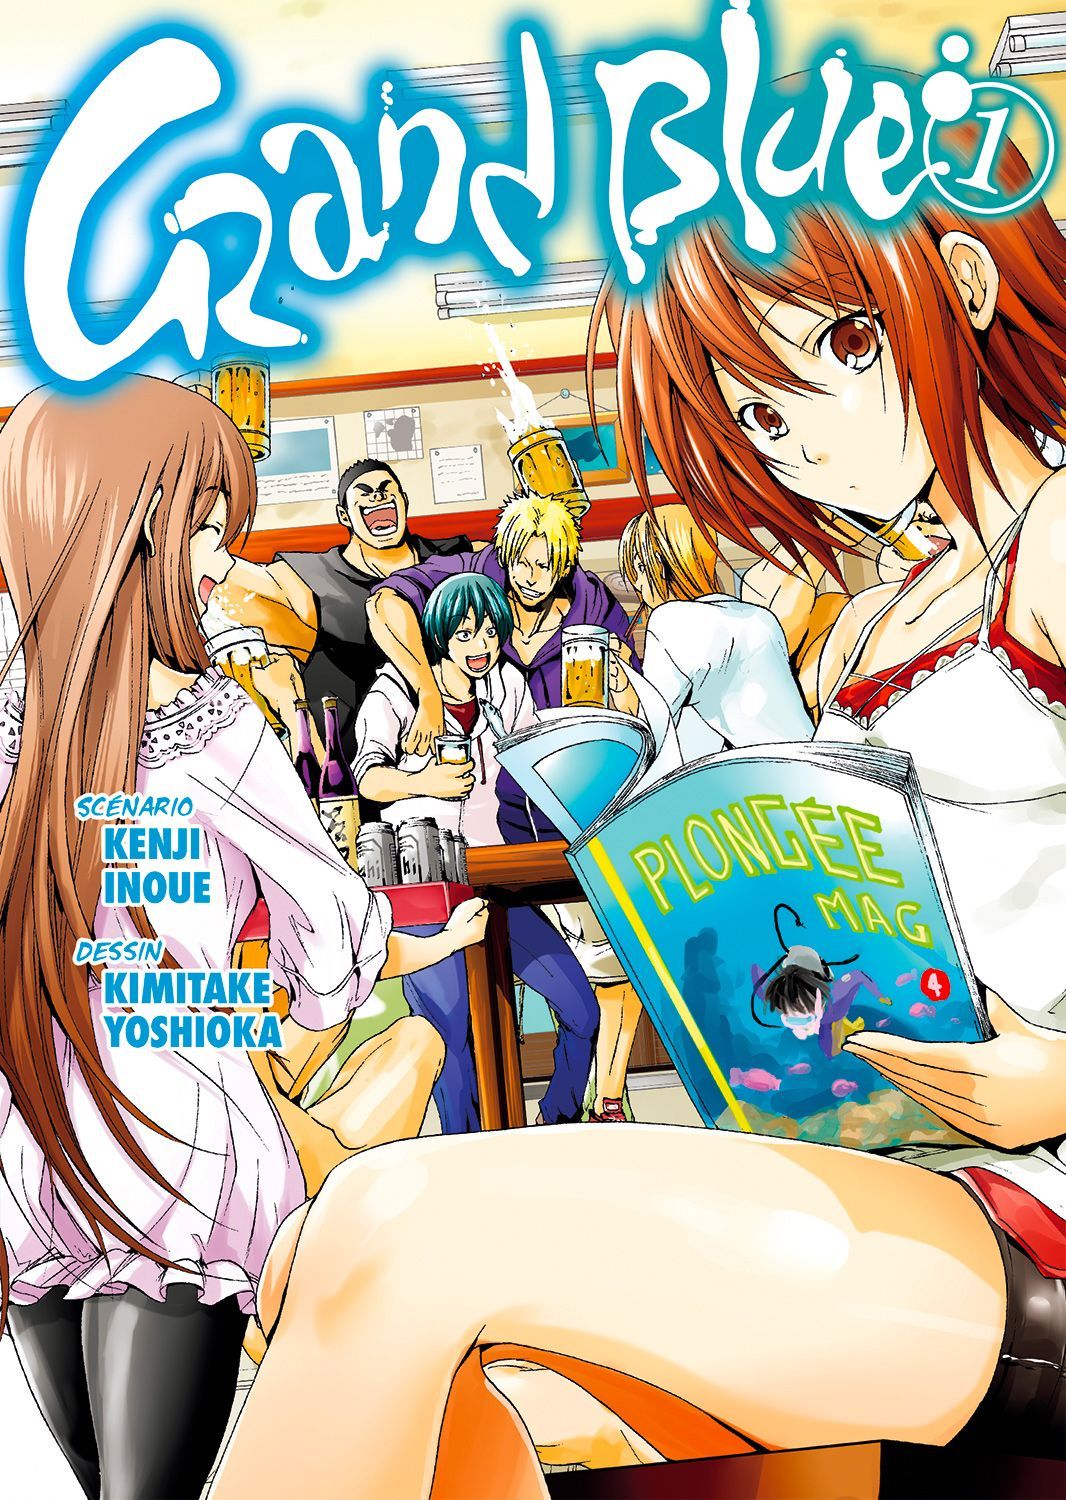 Grand Blue
1
SCÉNARIO
KENJI
INOUE
DESSIN
KIMITAKE
YOSHIOKA
PLONGÉE
MAG
4